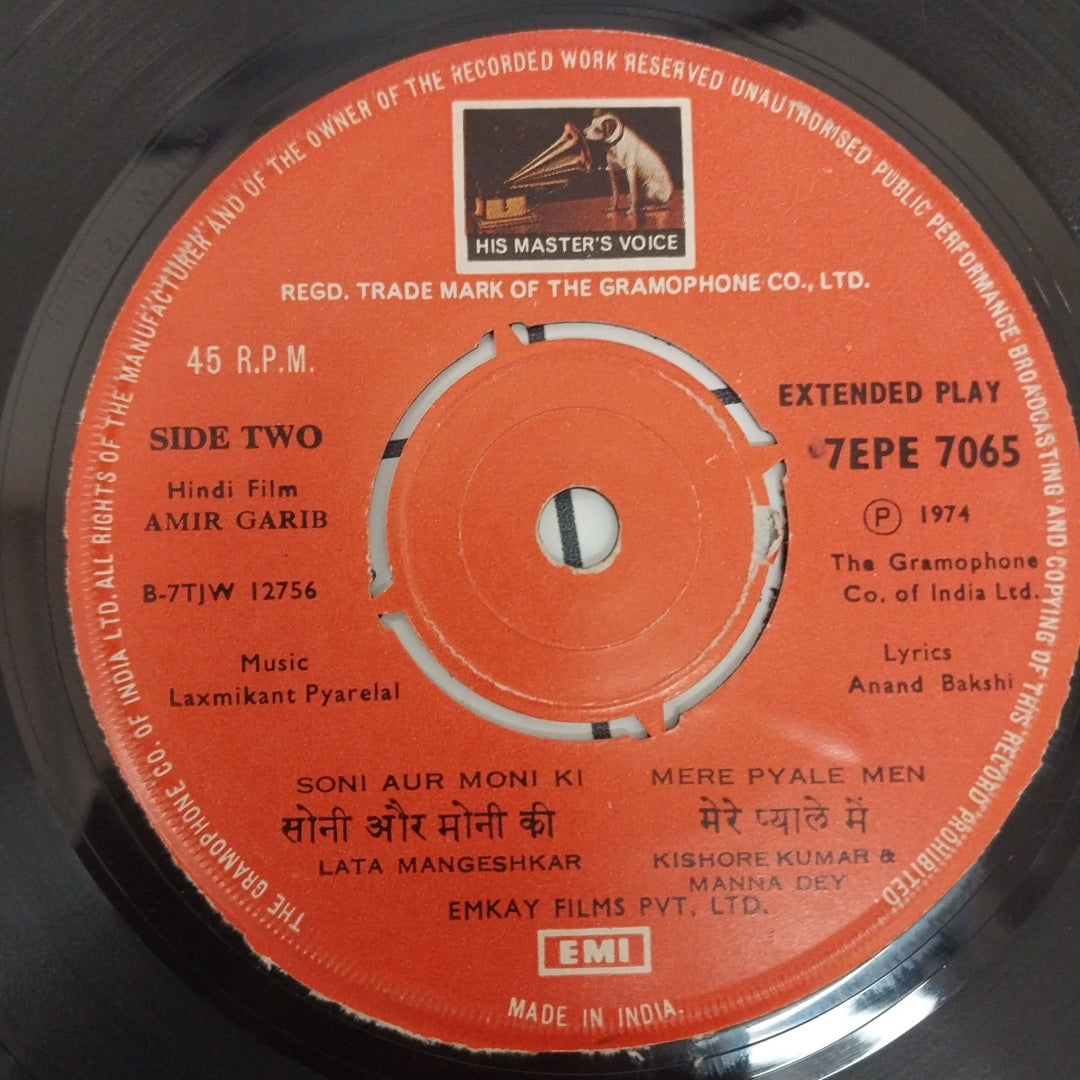 THE GRAMOPHONE CO. OF INDIA LTD. ALL RIGHTS OF THE MANUFACTURER AND OF THE OWNER OF THE RECORDED WORK RESERVED UNAUTHORISED PUBLIC PERFORMANCE BROADCASTING AND COPYING OF THIS RECORD PROHIBITED.
HIS MASTER'S VOICE
REGD. TRADE MARK OF THE GRAMOPHONE CO., LTD.
45 R.P.M.
SIDE TWO
Hindi Film
AMIR GARIB
B-7TJW 12756
Music
Laxmikant Pyarelal
EXTENDED PLAY
7EPE 7065
Ⓟ 1974
The Gramophone
Co. of India Ltd.
Lyrics
Anand Bakshi
SONI AUR MONI KI
सोनी और मोनी की
LATA MANGESHKAR
MERE PYALE MEN
मेरे प्याले में
KISHORE KUMAR &
MANNA DEY
EMKAY FILMS PVT. LTD.
EMI
MADE IN INDIA.